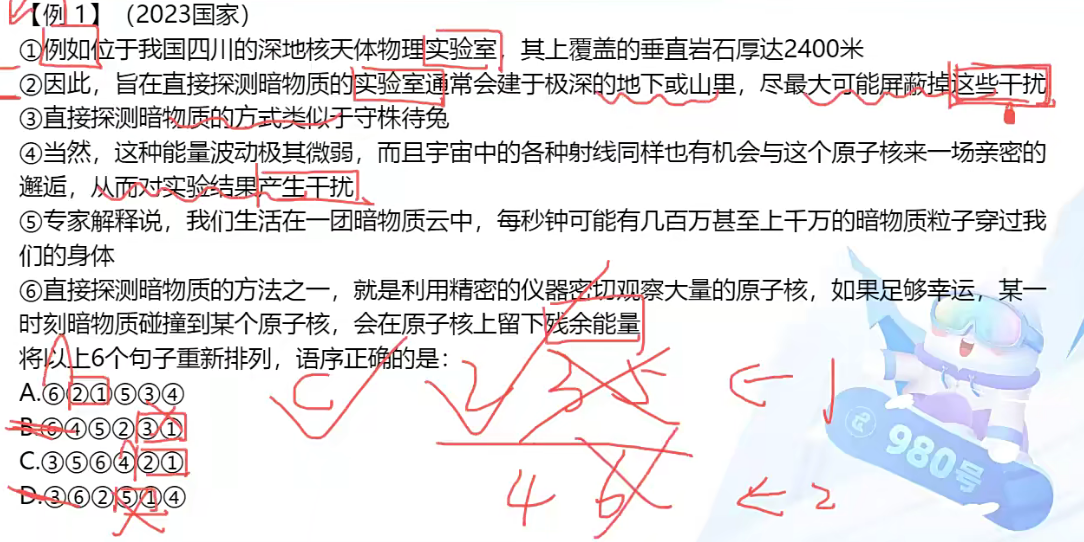 【例 1】（2023国家）
①例如位于我国四川的深地核天体物理实验室，其上覆盖的垂直岩石厚达2400米
②因此，旨在直接探测暗物质的实验室通常会建于极深的地下或山里，尽最大可能屏蔽掉这些干扰
③直接探测暗物质的方式类似于守株待兔
④当然，这种能量波动极其微弱，而且宇宙中的各种射线同样也有机会与这个原子核来一场亲密的
邂逅，从而对实验结果产生干扰
⑤专家解释说，我们生活在一团暗物质云中，每秒钟可能有几百万甚至上千万的暗物质粒子穿过我
们的身体
⑥直接探测暗物质的方法之一，就是利用精密的仪器密切观察大量的原子核，如果足够幸运，某一
时刻暗物质碰撞到某个原子核，会在原子核上留下残余能量
将以上6个句子重新排列，语序正确的是：
A.⑥②①⑤③④
B.⑥④⑤②③①
C.③⑤⑥④②①
D.③⑥②⑤①④
C 2 3 5 ← 1
4 6 ← 2
980号